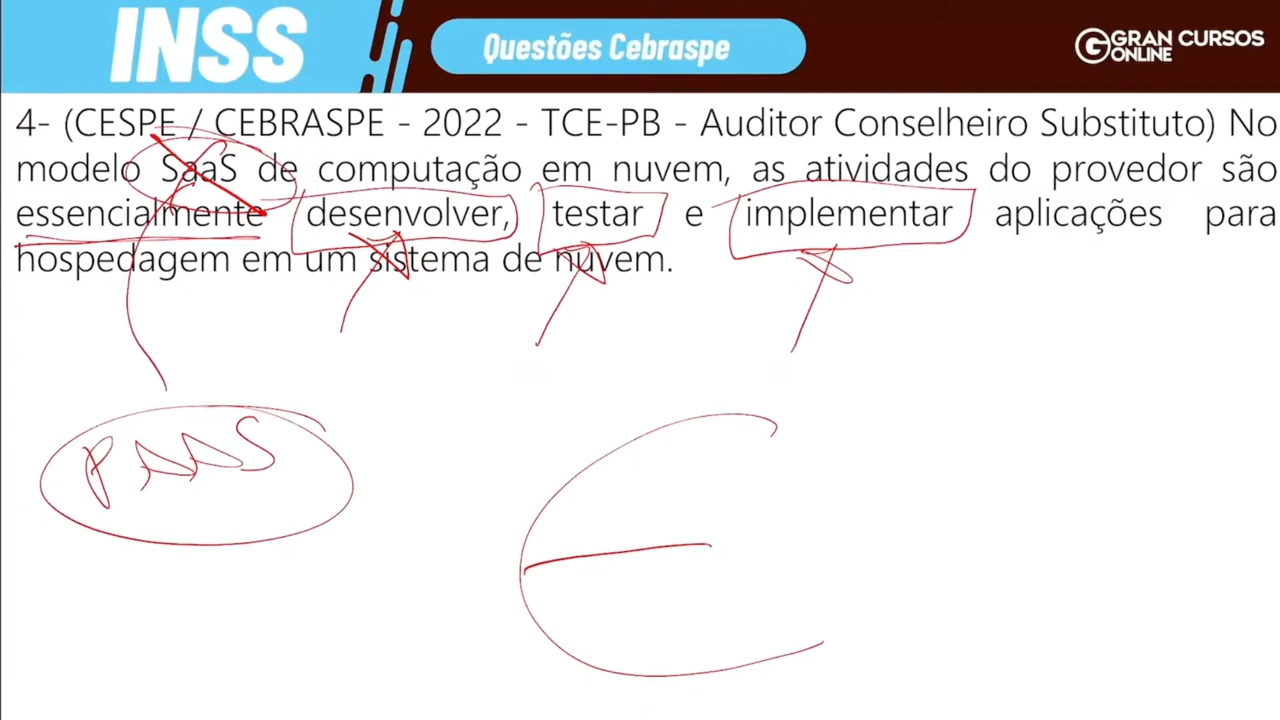 INSS
Questões Cebraspe
GRAN CURSOS
ONLINE
4- (CESPE / CEBRASPE - 2022 - TCE-PB - Auditor Conselheiro Substituto) No
modelo SaaS de computação em nuvem, as atividades do provedor são
essencialmente desenvolver, testar e implementar aplicações para
hospedagem em um sistema de nuvem.
PAAS
E